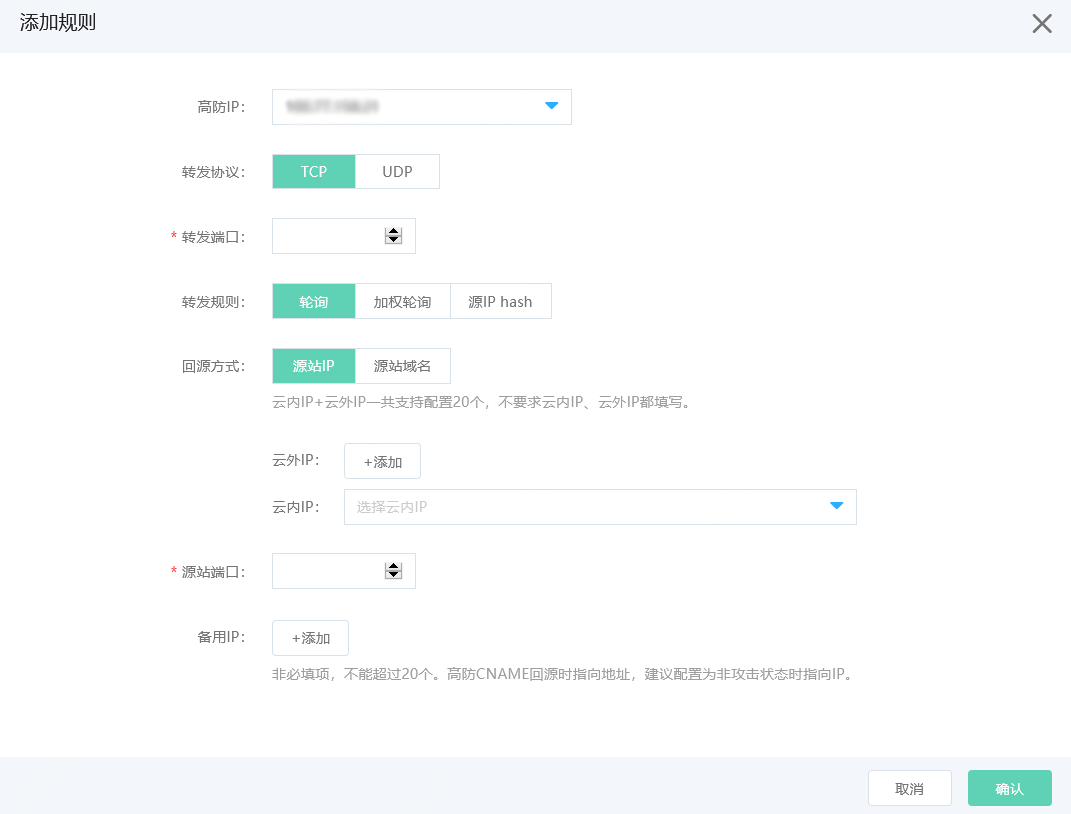 添加规则
高防IP：
转发协议： TCP UDP
* 转发端口：
转发规则： 轮询 加权轮询 源IP hash
回源方式： 源站IP 源站域名
云内IP+云外IP一共支持配置20个，不要求云内IP、云外IP都填写。
云外IP： +添加
云内IP： 选择云内IP
* 源站端口：
备用IP： +添加
非必填项，不能超过20个。高防CNAME回源时指向地址，建议配置为非攻击状态时指向IP。
取消 确认